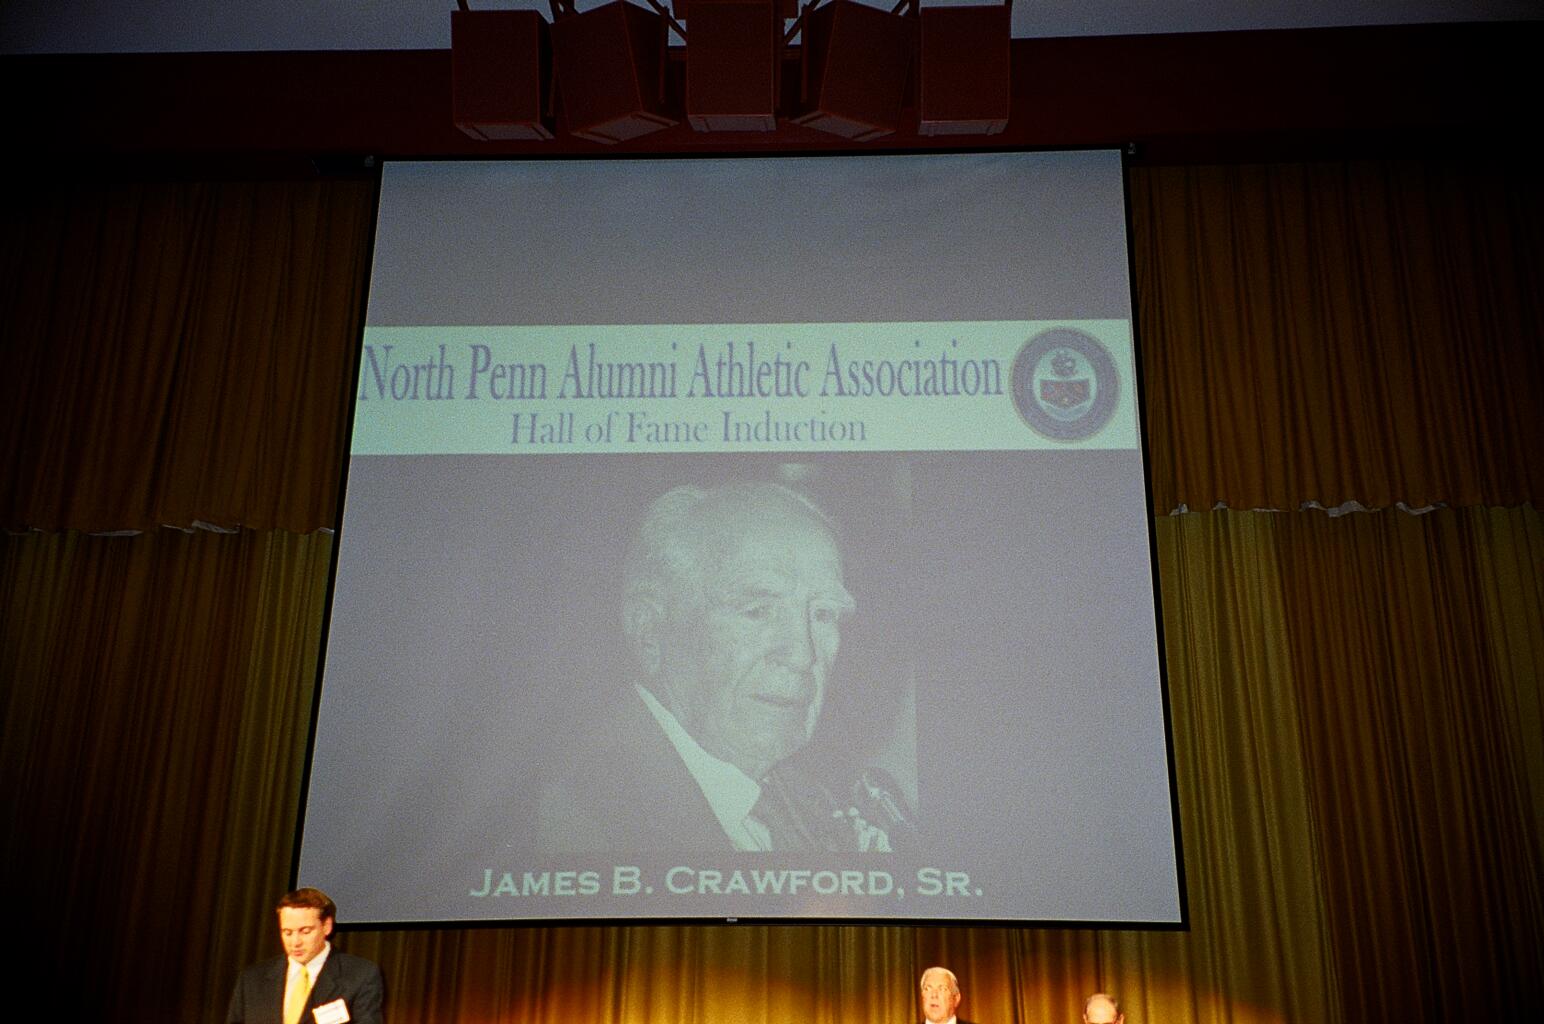 North Penn Alumni Athletic Association
Hall of Fame Induction
James B. Crawford, Sr.